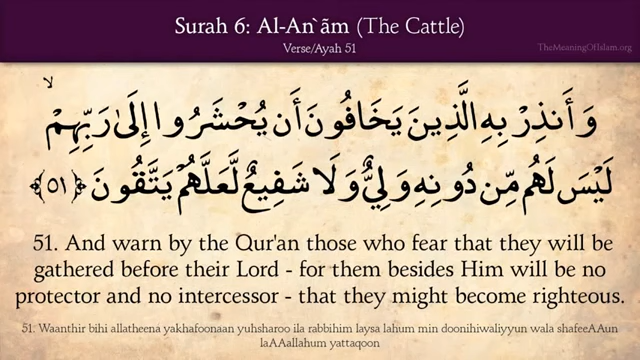 Surah 6: Al-An`ãm (The Cattle)
Verse/Ayah 51
TheMeaningOfIslam.org
وَأَنذِرْ بِهِ الَّذِينَ يَخَافُونَ أَن يُحْشَرُوا إِلَىٰ رَبِّهِمْ ۙ
لَيْسَ لَهُم مِّن دُونِهِ وَلِيٌّ وَلَا شَفِيعٌ لَّعَلَّهُمْ يَتَّقُونَ ﴿٥١﴾
51. And warn by the Qur'an those who fear that they will be
gathered before their Lord - for them besides Him will be no
protector and no intercessor - that they might become righteous.
51. Waanthir bihi allatheena yakhafoonaan yuhsharoo ila rabbihim laysa lahum min doonihiwaliyyun wala shafeeAAun
laAAallahum yattaqoon